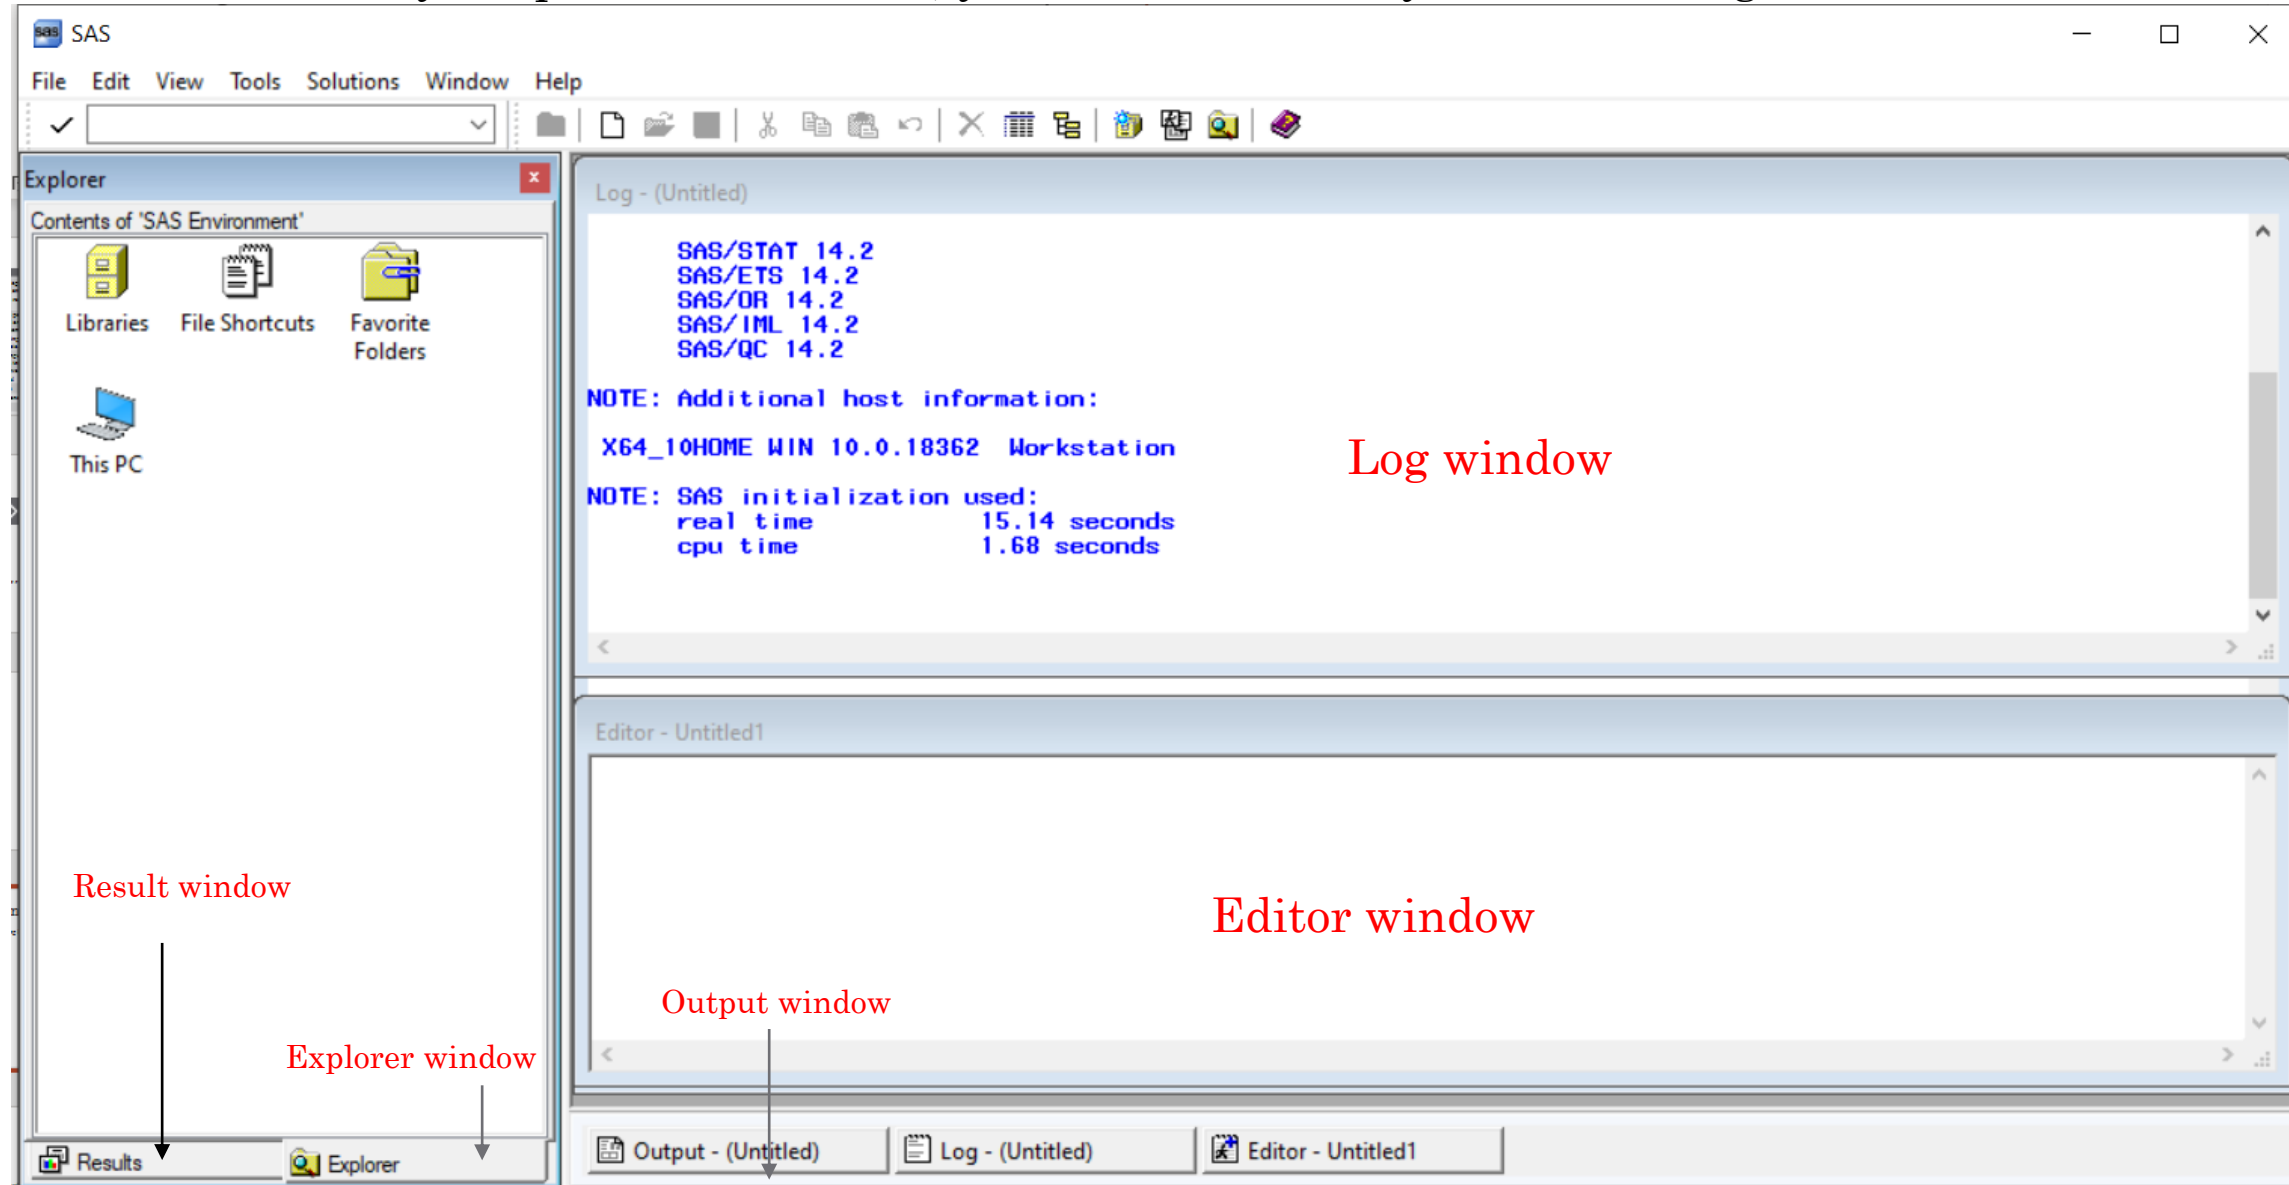 SAS
File Edit View Tools Solutions Window Help
Explorer
Contents of 'SAS Environment'
Libraries
File Shortcuts
Favorite
Folders
This PC
Result window
Explorer window
Results
Explorer
Log - (Untitled)
SAS/STAT 14.2
SAS/ETS 14.2
SAS/OR 14.2
SAS/IML 14.2
SAS/QC 14.2
NOTE: Additional host information:
X64_10HOME WIN 10.0.18362 Workstation
NOTE: SAS initialization used:
real time 15.14 seconds
cpu time 1.68 seconds
Log window
Editor - Untitled1
Editor window
Output window
Output - (Untitled)
Log - (Untitled)
Editor - Untitled1